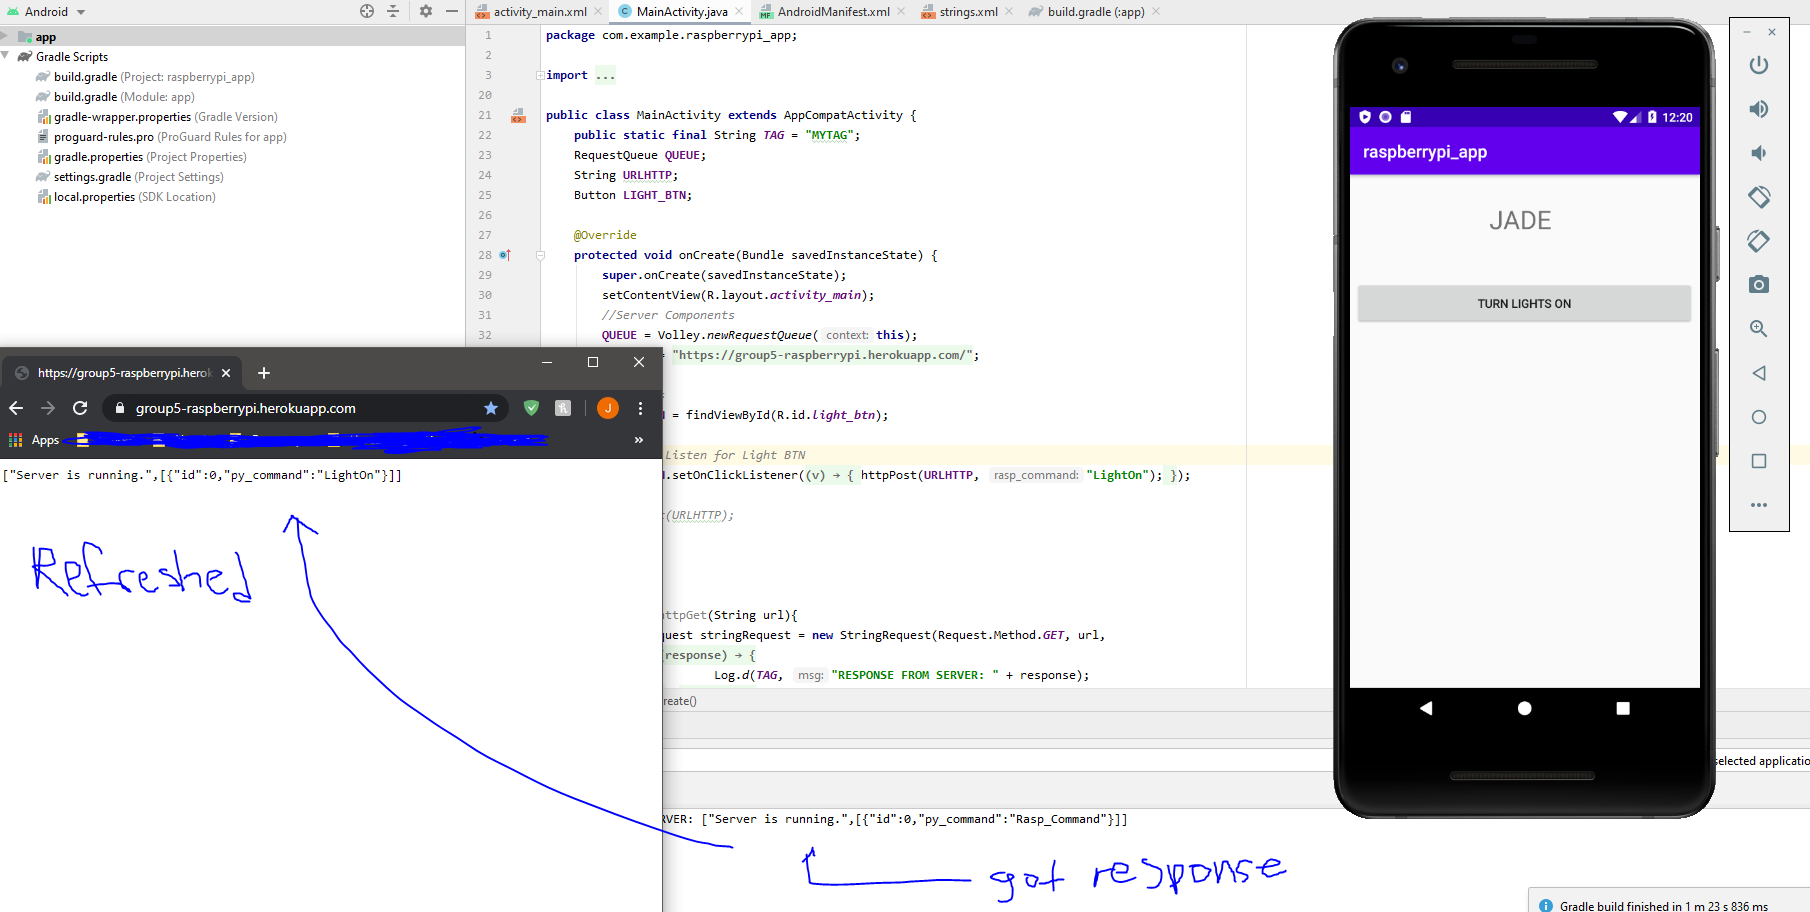 Android
app
Gradle Scripts
build.gradle (Project: raspberrypi_app)
build.gradle (Module: app)
gradle-wrapper.properties (Gradle Version)
proguard-rules.pro (ProGuard Rules for app)
gradle.properties (Project Properties)
settings.gradle (Project Settings)
local.properties (SDK Location)
activity_main.xml
MainActivity.java
AndroidManifest.xml
strings.xml
build.gradle (:app)
1 package com.example.raspberrypi_app;
2
3 import ...
20
21 public class MainActivity extends AppCompatActivity {
22 public static final String TAG = "MYTAG";
23 RequestQueue QUEUE;
24 String URLHTTP;
25 Button LIGHT_BTN;
26
27 @Override
28 protected void onCreate(Bundle savedInstanceState) {
29 super.onCreate(savedInstanceState);
30 setContentView(R.layout.activity_main);
31 //Server Components
32 QUEUE = Volley.newRequestQueue( context: this);
= "https://group5-raspberrypi.herokuapp.com/";
= findViewById(R.id.light_btn);
Listen for Light BTN
.setOnClickListener((v) → { httpPost(URLHTTP, rasp_command: "LightOn"); });
(URLHTTP);
ttpGet(String url){
quest stringRequest = new StringRequest(Request.Method.GET, url,
response) → {
Log.d(TAG, msg: "RESPONSE FROM SERVER: " + response);
reate()
https://group5-raspberrypi.herok
group5-raspberrypi.herokuapp.com
J
Apps
»
["Server is running.",[{"id":0,"py_command":"LightOn"}]]
Refreshed
12:20
raspberrypi_app
JADE
TURN LIGHTS ON
selected applicatio
RVER: ["Server is running.",[{"id":0,"py_command":"Rasp_Command"}]]
got response
Gradle build finished in 1 m 23 s 836 ms